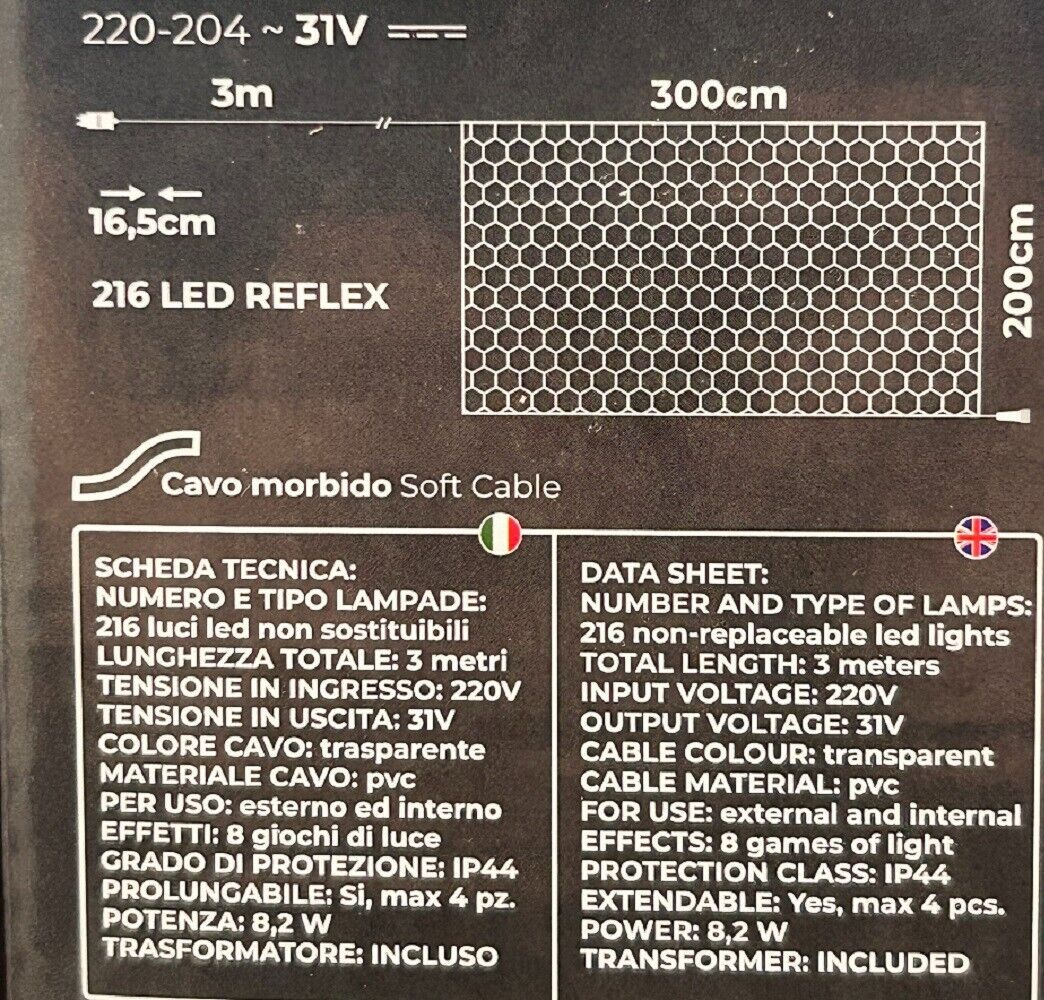 220-204 ~ 31V
3m
300cm
16,5cm
200cm
216 LED REFLEX
Cavo morbido Soft Cable
SCHEDA TECNICA:
NUMERO E TIPO LAMPADE:
216 luci led non sostituibili
LUNGHEZZA TOTALE: 3 metri
TENSIONE IN INGRESSO: 220V
TENSIONE IN USCITA: 31V
COLORE CAVO: trasparente
MATERIALE CAVO: pvc
PER USO: esterno ed interno
EFFETTI: 8 giochi di luce
GRADO DI PROTEZIONE: IP44
PROLUNGABILE: Si, max 4 pz.
POTENZA: 8,2 W
TRASFORMATORE: INCLUSO
DATA SHEET:
NUMBER AND TYPE OF LAMPS:
216 non-replaceable led lights
TOTAL LENGTH: 3 meters
INPUT VOLTAGE: 220V
OUTPUT VOLTAGE: 31V
CABLE COLOUR: transparent
CABLE MATERIAL: pvc
FOR USE: external and internal
EFFECTS: 8 games of light
PROTECTION CLASS: IP44
EXTENDABLE: Yes, max 4 pcs.
POWER: 8,2 W
TRANSFORMER: INCLUDED